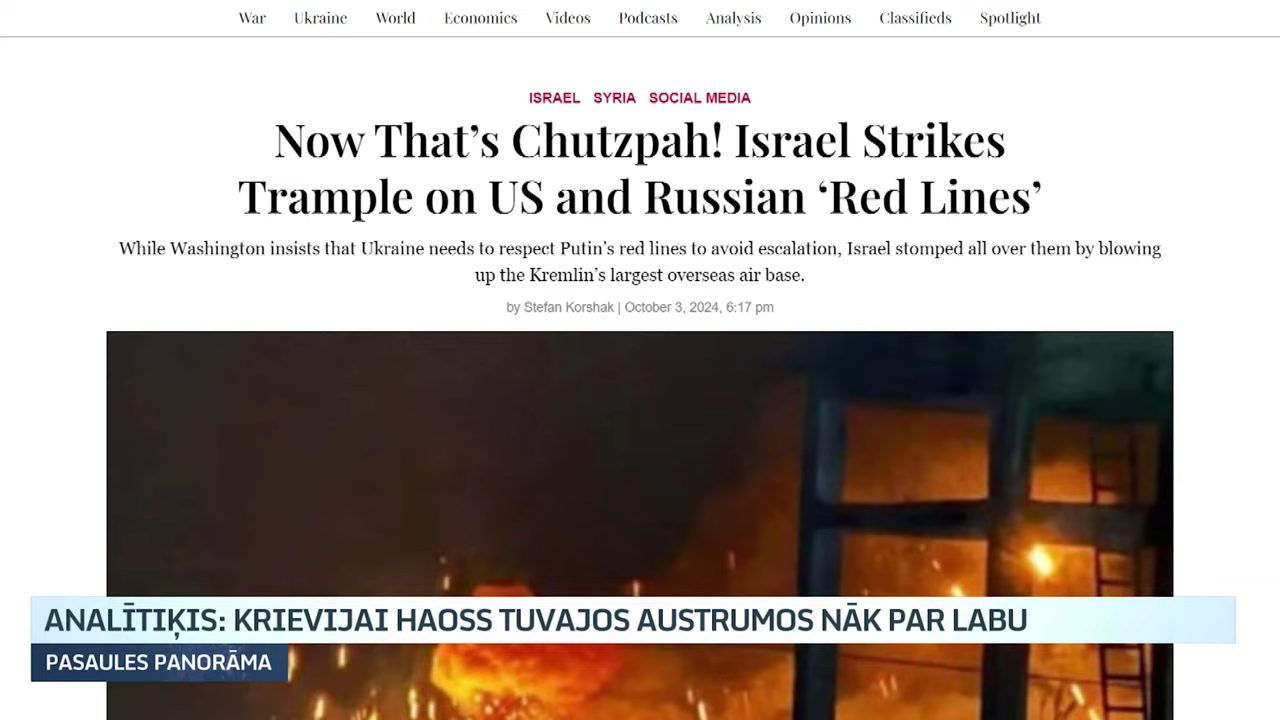 War Ukraine World Economics Videos Podcasts Analysis Opinions Classifieds Spotlight
ISRAEL SYRIA SOCIAL MEDIA
Now That’s Chutzpah! Israel Strikes
Trample on US and Russian ‘Red Lines’
While Washington insists that Ukraine needs to respect Putin’s red lines to avoid escalation, Israel stomped all over them by blowing
up the Kremlin’s largest overseas air base.
by Stefan Korshak | October 3, 2024, 6:17 pm
ANALĪTIĶIS: KRIEVIJAI HAOSS TUVAJOS AUSTRUMOS NĀK PAR LABU
PASAULES PANORĀMA